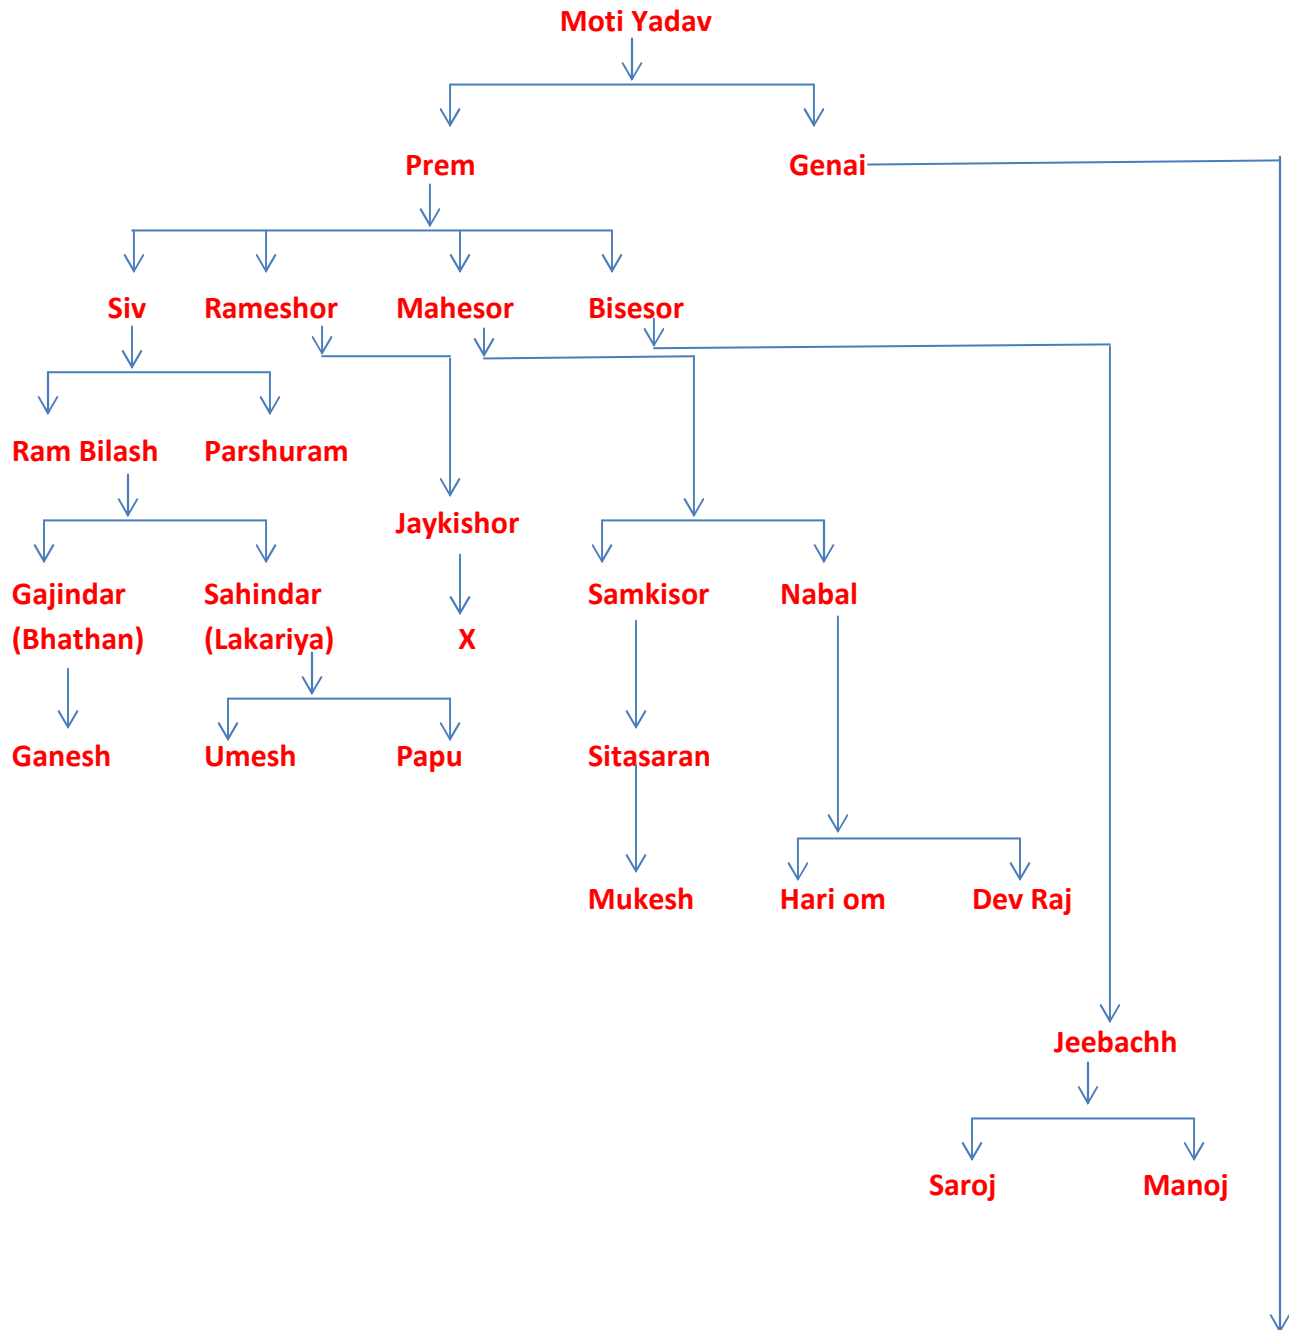 Moti Yadav
Prem Genai
Siv Rameshor Mahesor Bisesor
Ram Bilash Parshuram
Jaykishor
Gajindar Sahindar Samkisor Nabal
(Bhathan) (Lakariya) X
Ganesh Umesh Papu Sitasaran
Mukesh Hari om Dev Raj
Jeebachh
Saroj Manoj